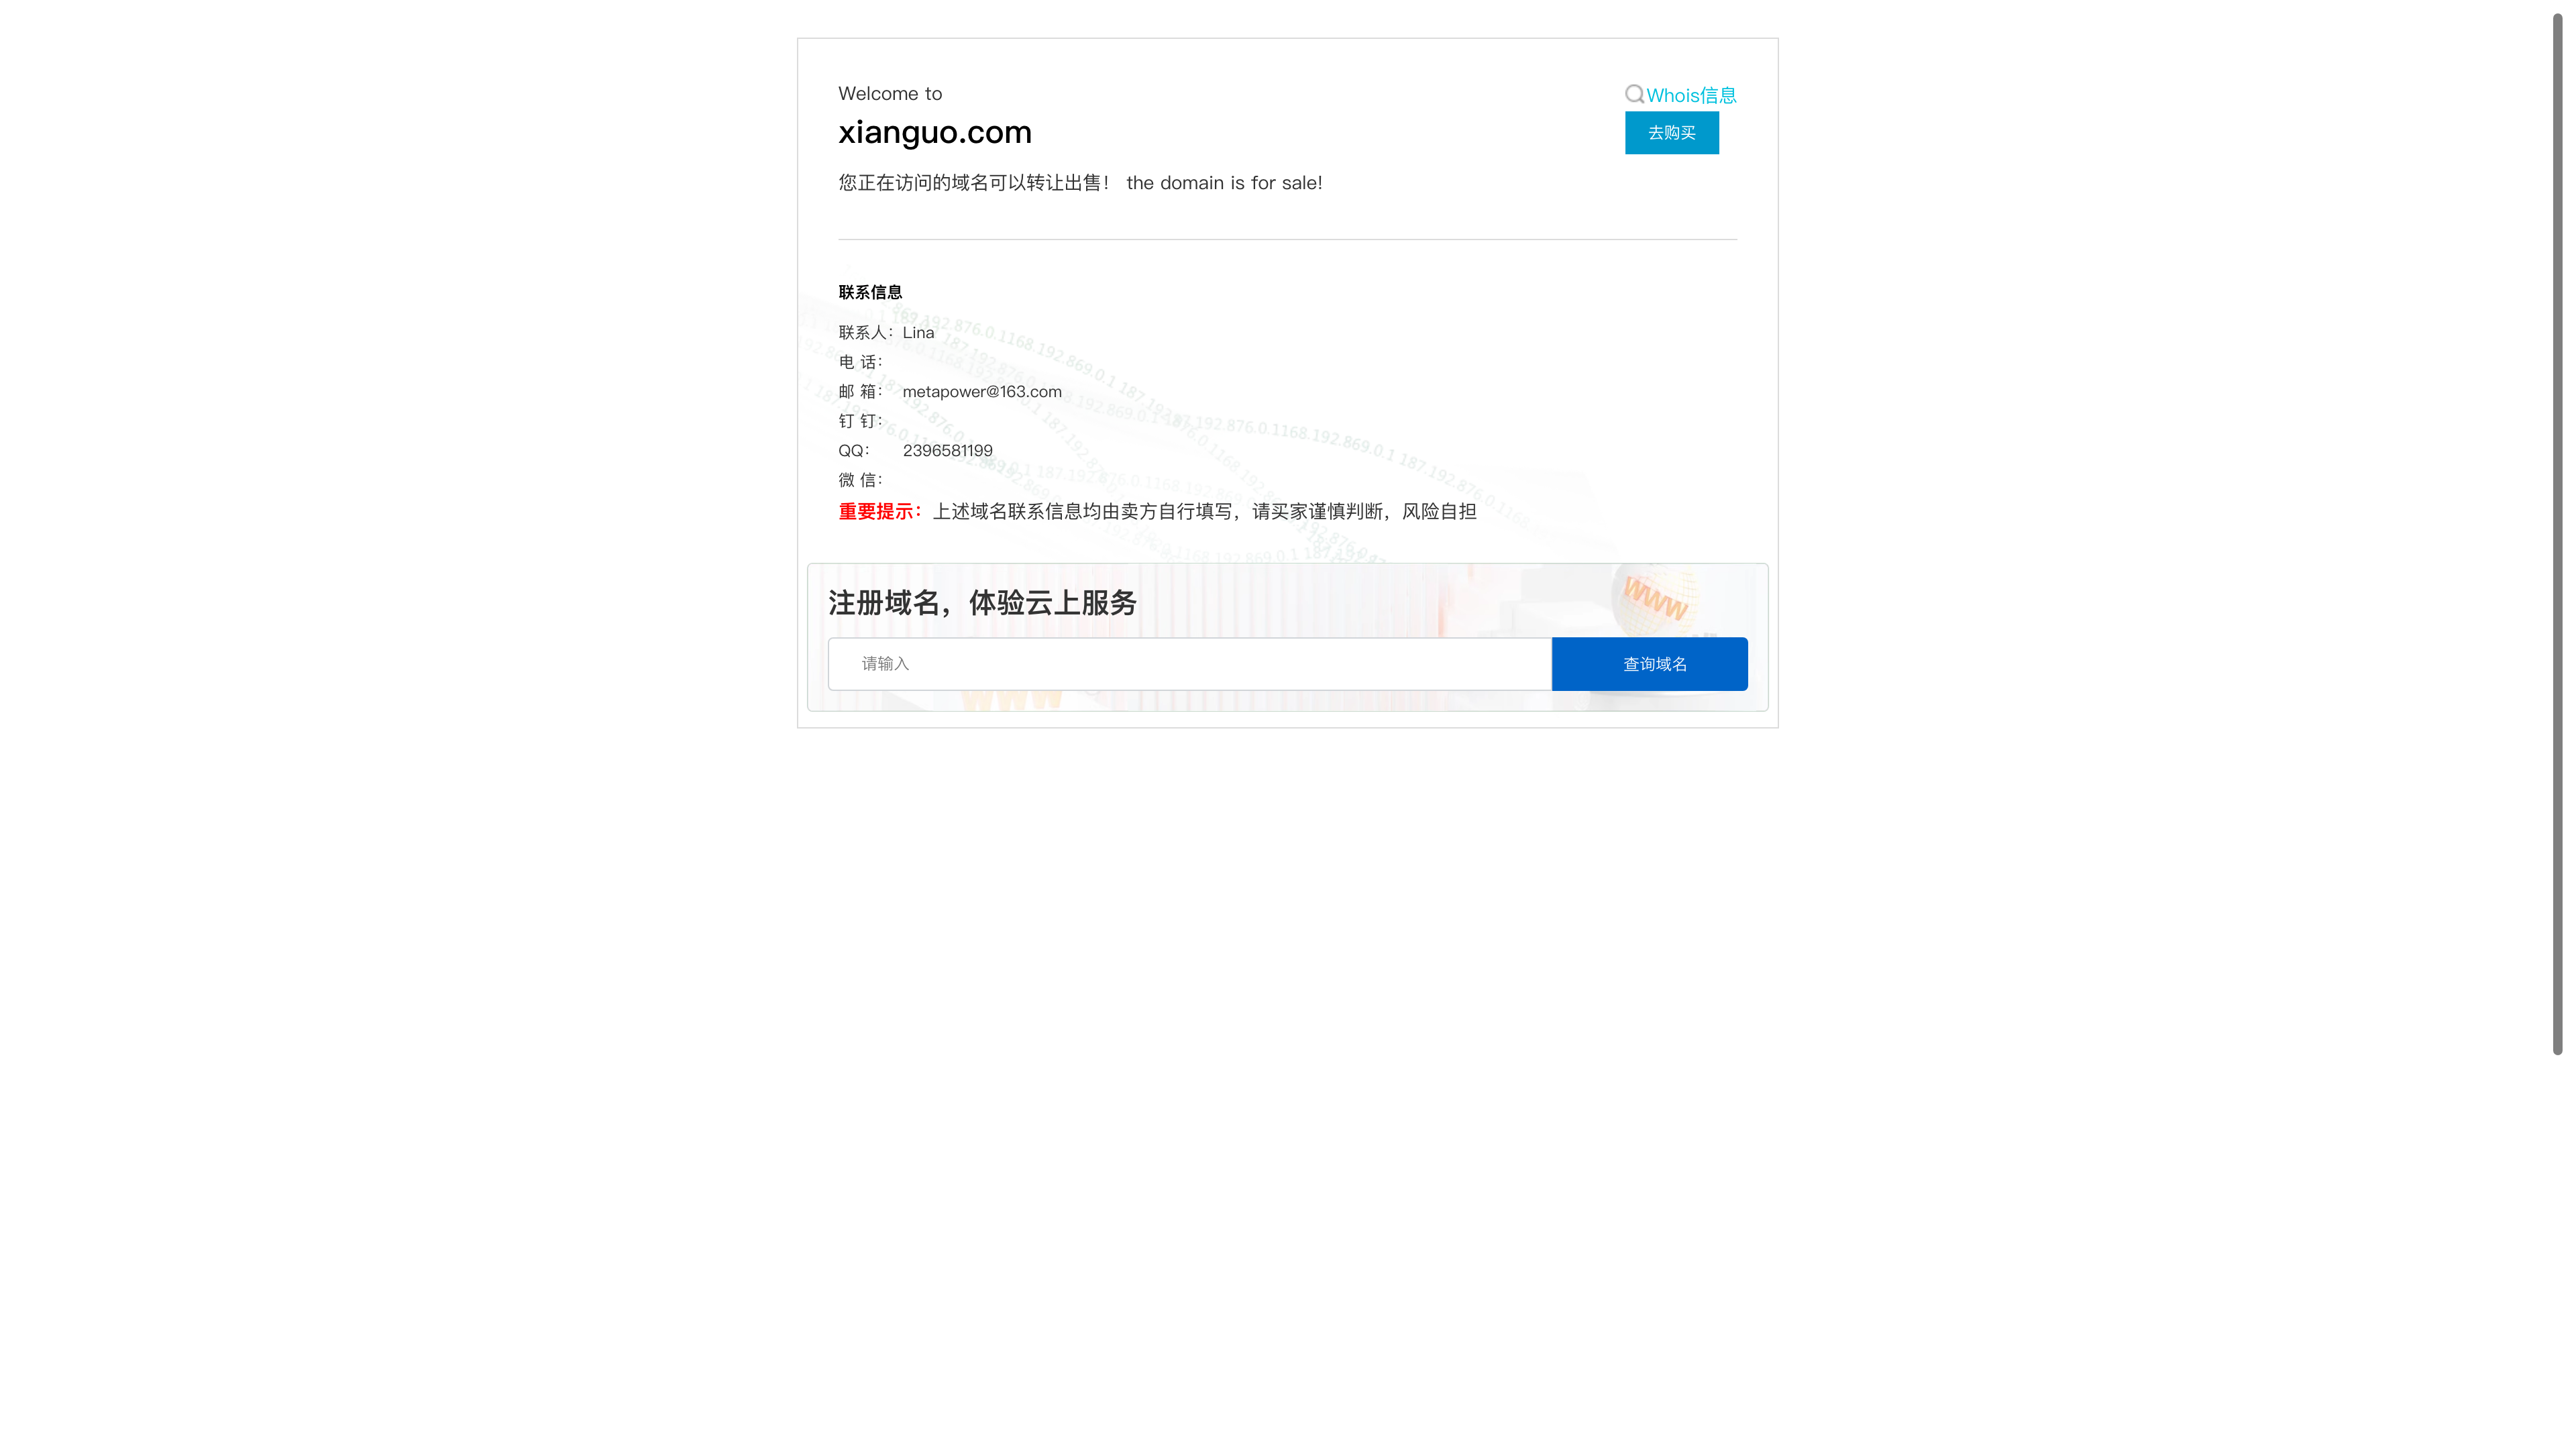 Welcome to
Whois信息
xianguo.com
去购买
您正在访问的域名可以转让出售！ the domain is for sale!
联系信息
联系人：Lina
电 话：
邮 箱： metapower@163.com
钉 钉：
QQ： 2396581199
微 信：
重要提示：上述域名联系信息均由卖方自行填写，请买家谨慎判断，风险自担
注册域名，体验云上服务
www
请输入
查询域名
www